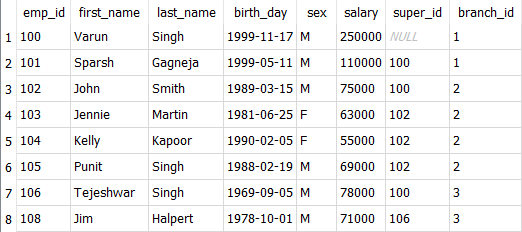 emp_id first_name last_name birth_day sex salary super_id branch_id
1 100 Varun Singh 1999-11-17 M 250000 NULL 1
2 101 Sparsh Gagneja 1999-05-11 M 110000 100 1
3 102 John Smith 1989-03-15 M 75000 100 2
4 103 Jennie Martin 1981-06-25 F 63000 102 2
5 104 Kelly Kapoor 1990-02-05 F 55000 102 2
6 105 Punit Singh 1988-02-19 M 69000 102 2
7 106 Tejeshwar Singh 1969-09-05 M 78000 100 3
8 108 Jim Halpert 1978-10-01 M 71000 106 3